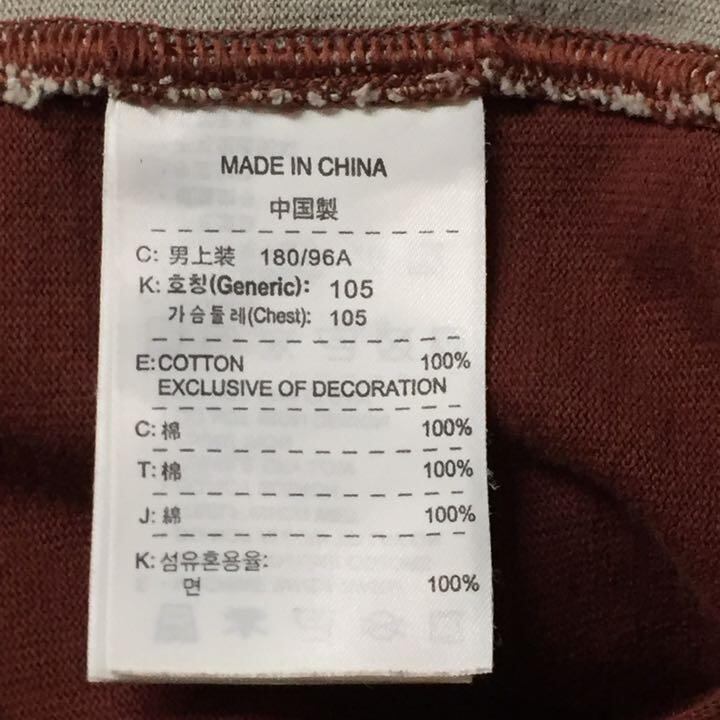 MADE IN CHINA
中国製
C: 男上装 180/96A
K: 호칭(Generic): 105
가슴둘레(Chest): 105
E:COTTON 100%
EXCLUSIVE OF DECORATION
C: 棉 100%
T: 棉 100%
J: 綿 100%
K: 섬유혼용율:
면 100%